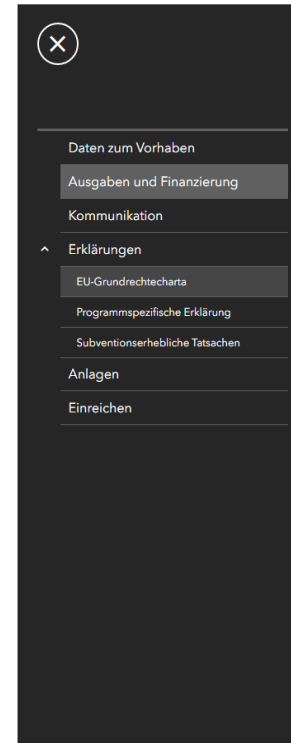 Daten zum Vorhaben
Ausgaben und Finanzierung
Kommunikation
Erklärungen
EU-Grundrechtecharta
Programmspezifische Erklärung
Subventionserhebliche Tatsachen
Anlagen
Einreichen